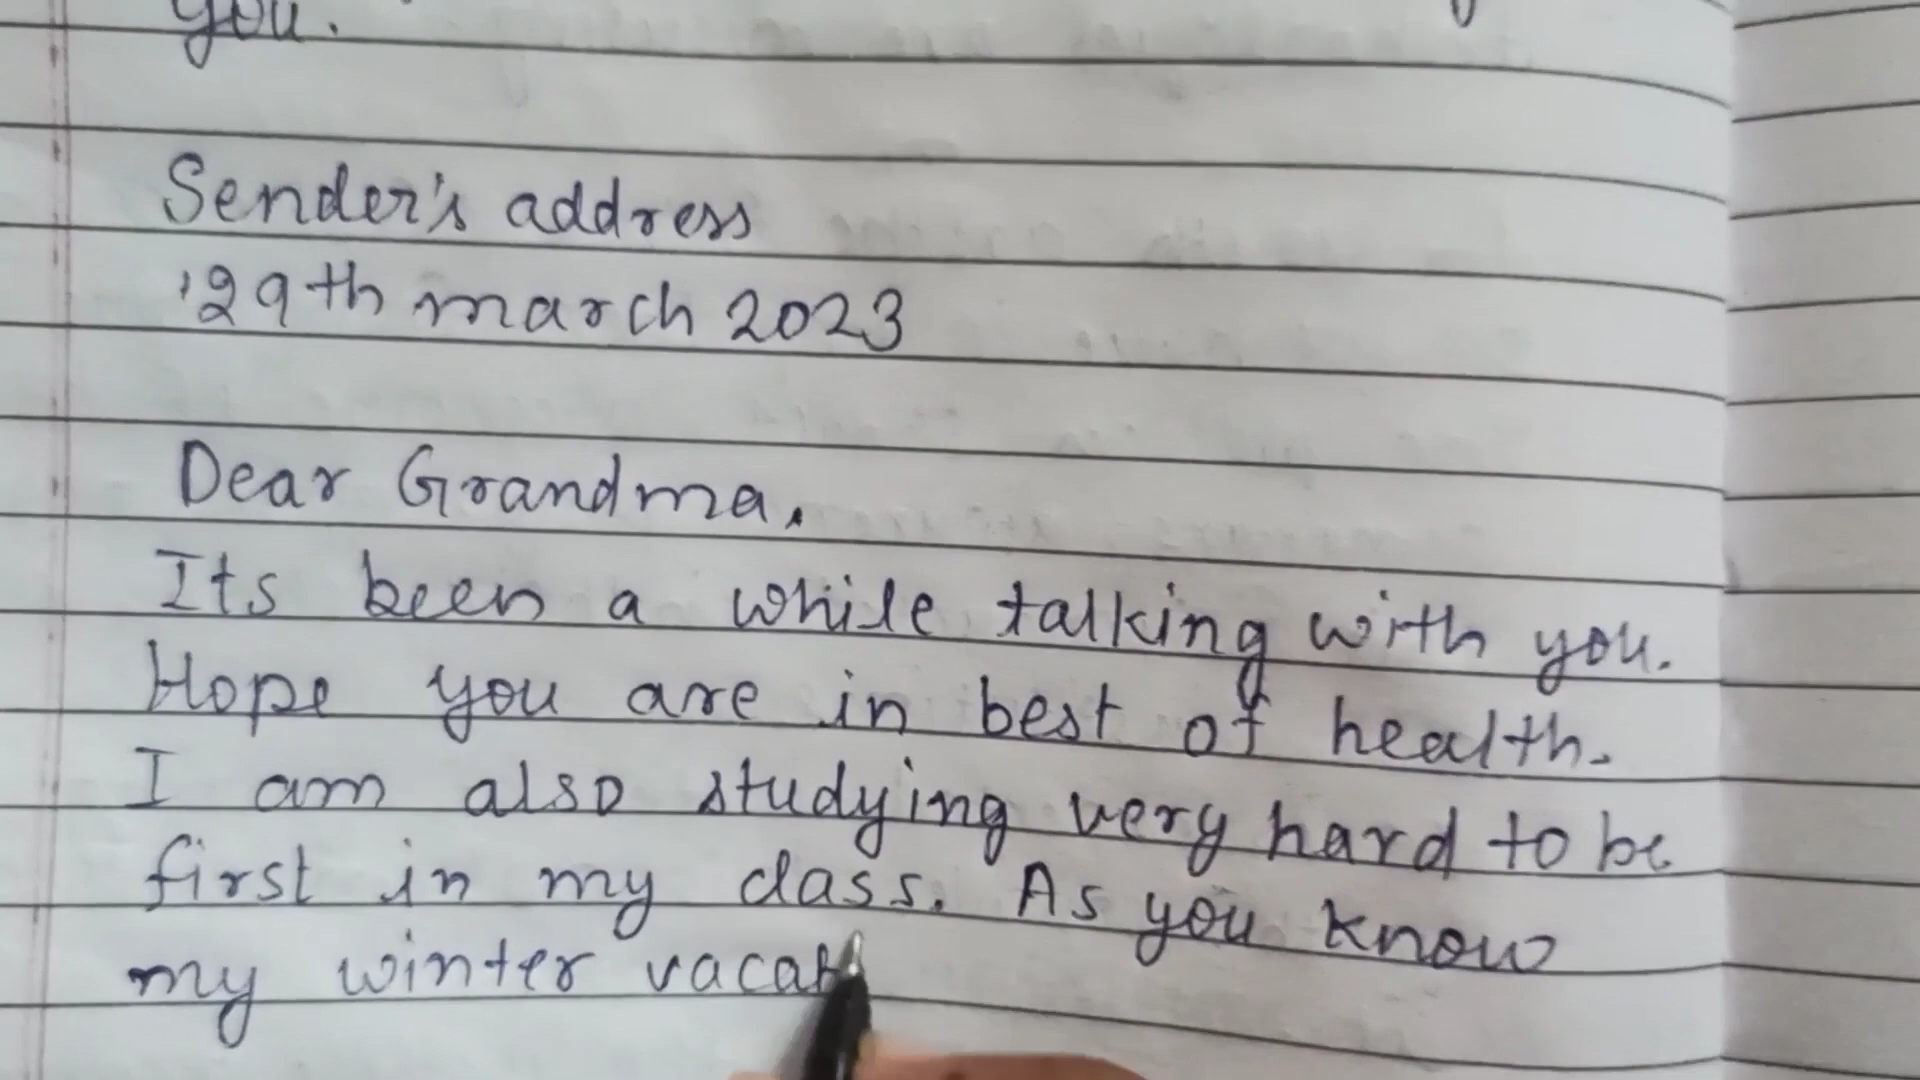 you.
Sender's address
29th march 2023
Dear Grandma,
Its been a while talking with you.
Hope you are in best of health.
I am also studying very hard to be
first in my class. As you know
my winter vacat